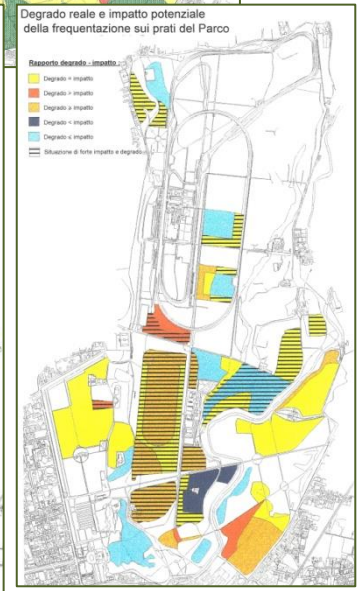 Degrado reale e impatto potenziale
della frequentazione sui prati del Parco
Rapporto degrado - impatto :
Degrado = impatto
Degrado > impatto
Degrado ≥ impatto
Degrado < impatto
Degrado ≤ impatto
Situazione di forte impatto e degrado